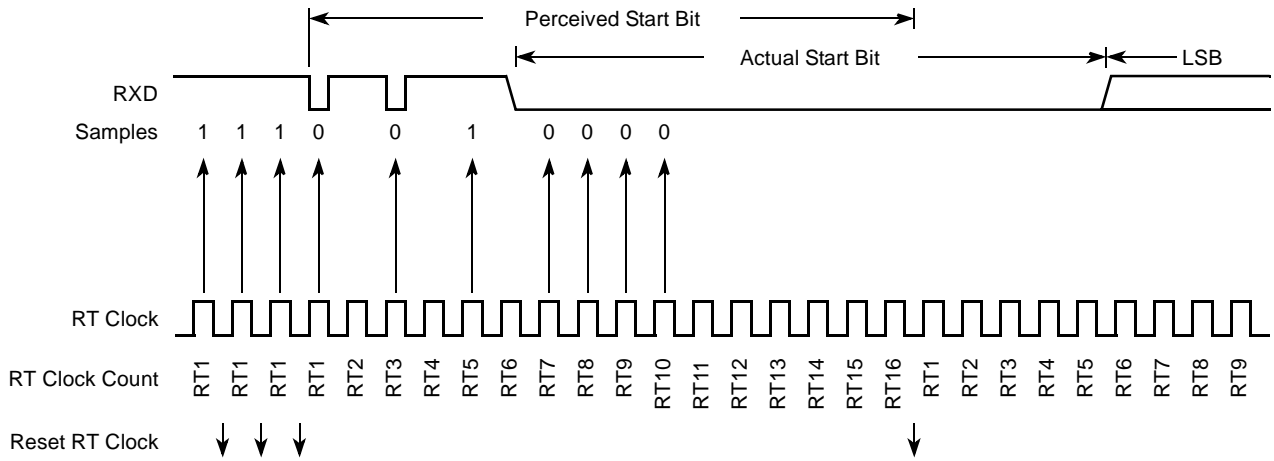 Perceived Start Bit
Actual Start Bit LSB
RXD
Samples 1 1 1 0 0 1 0 0 0 0
RT Clock
RT Clock Count RT1 RT1 RT1 RT1 RT2 RT3 RT4 RT5 RT6 RT7 RT8 RT9 RT10 RT11 RT12 RT13 RT14 RT15 RT16 RT1 RT2 RT3 RT4 RT5 RT6 RT7 RT8 RT9
Reset RT Clock